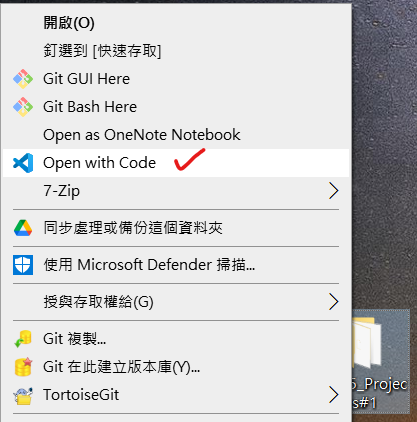 開啟(O)
釘選到 [快速存取]
Git GUI Here
Git Bash Here
Open as OneNote Notebook
Open with Code
7-Zip
同步處理或備份這個資料夾
使用 Microsoft Defender 掃描...
授與存取權給(G)
Git 複製...
Git 在此建立版本庫(Y)...
TortoiseGit
5_Projec
s#1